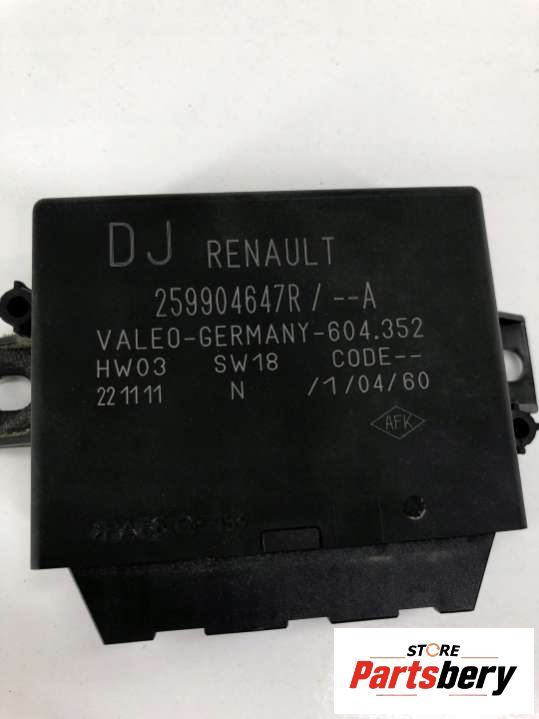 DJ RENAULT
259904647R / --A
VALEO-GERMANY-604.352
HW03 SW18 CODE--
221111 N /1/04/60
AFK
STORE
Partsbery